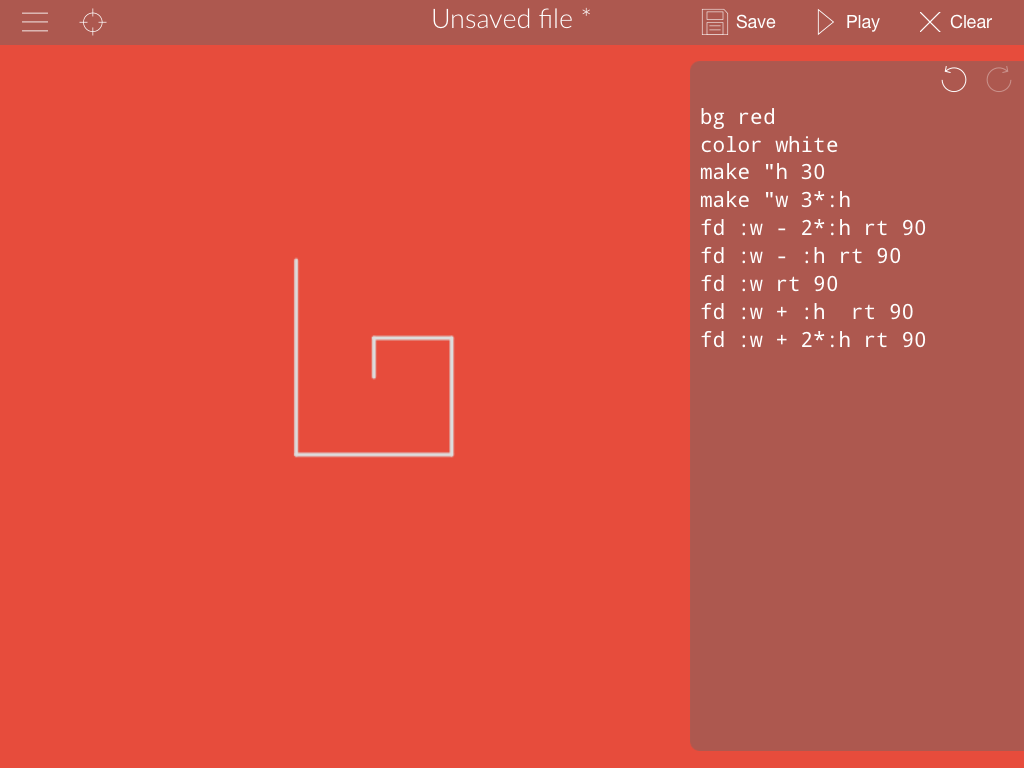 Unsaved file *
Save
Play
Clear
bg red
color white
make "h 30
make "w 3*:h
fd :w - 2*:h rt 90
fd :w - :h rt 90
fd :w rt 90
fd :w + :h  rt 90
fd :w + 2*:h rt 90